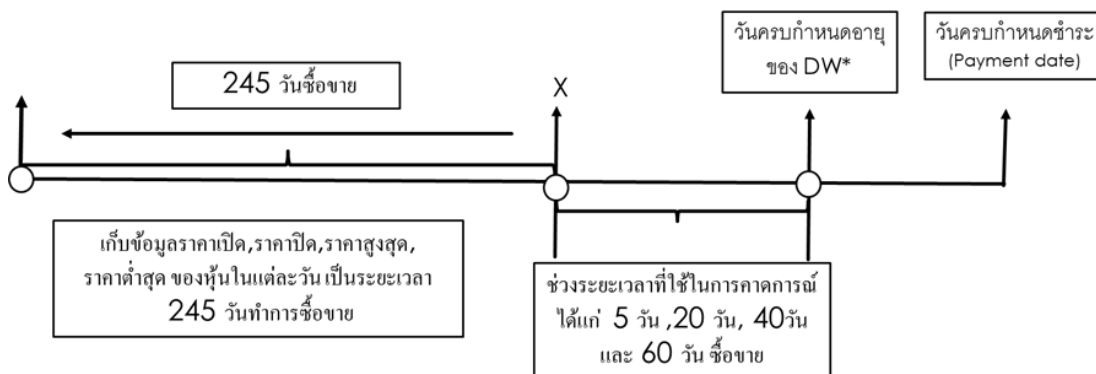 245 วันซื้อขาย
X
วันครบกำหนดอายุ
ของ DW*
วันครบกำหนดชำระ
(Payment date)
เก็บข้อมูลราคาเปิด,ราคาปิด,ราคาสูงสุด,
ราคาต่ำสุด ของหุ้นในแต่ละวัน เป็นระยะเวลา
245 วันทำการซื้อขาย
ช่วงระยะเวลาที่ใช้ในการคาดการณ์
ได้แก่ 5 วัน ,20 วัน, 40วัน
และ 60 วัน ซื้อขาย